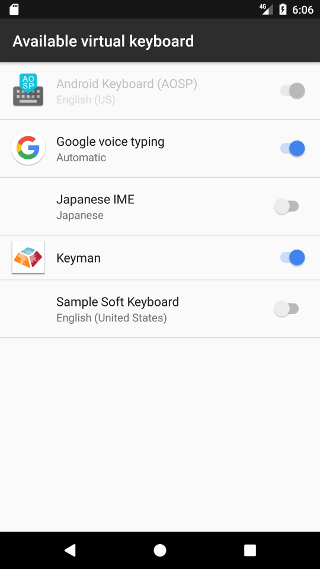 4G
6:06
Available virtual keyboard
AO
SP
Android Keyboard (AOSP)
English (US)
G
Google voice typing
Automatic
Japanese IME
Japanese
Keyman
Sample Soft Keyboard
English (United States)